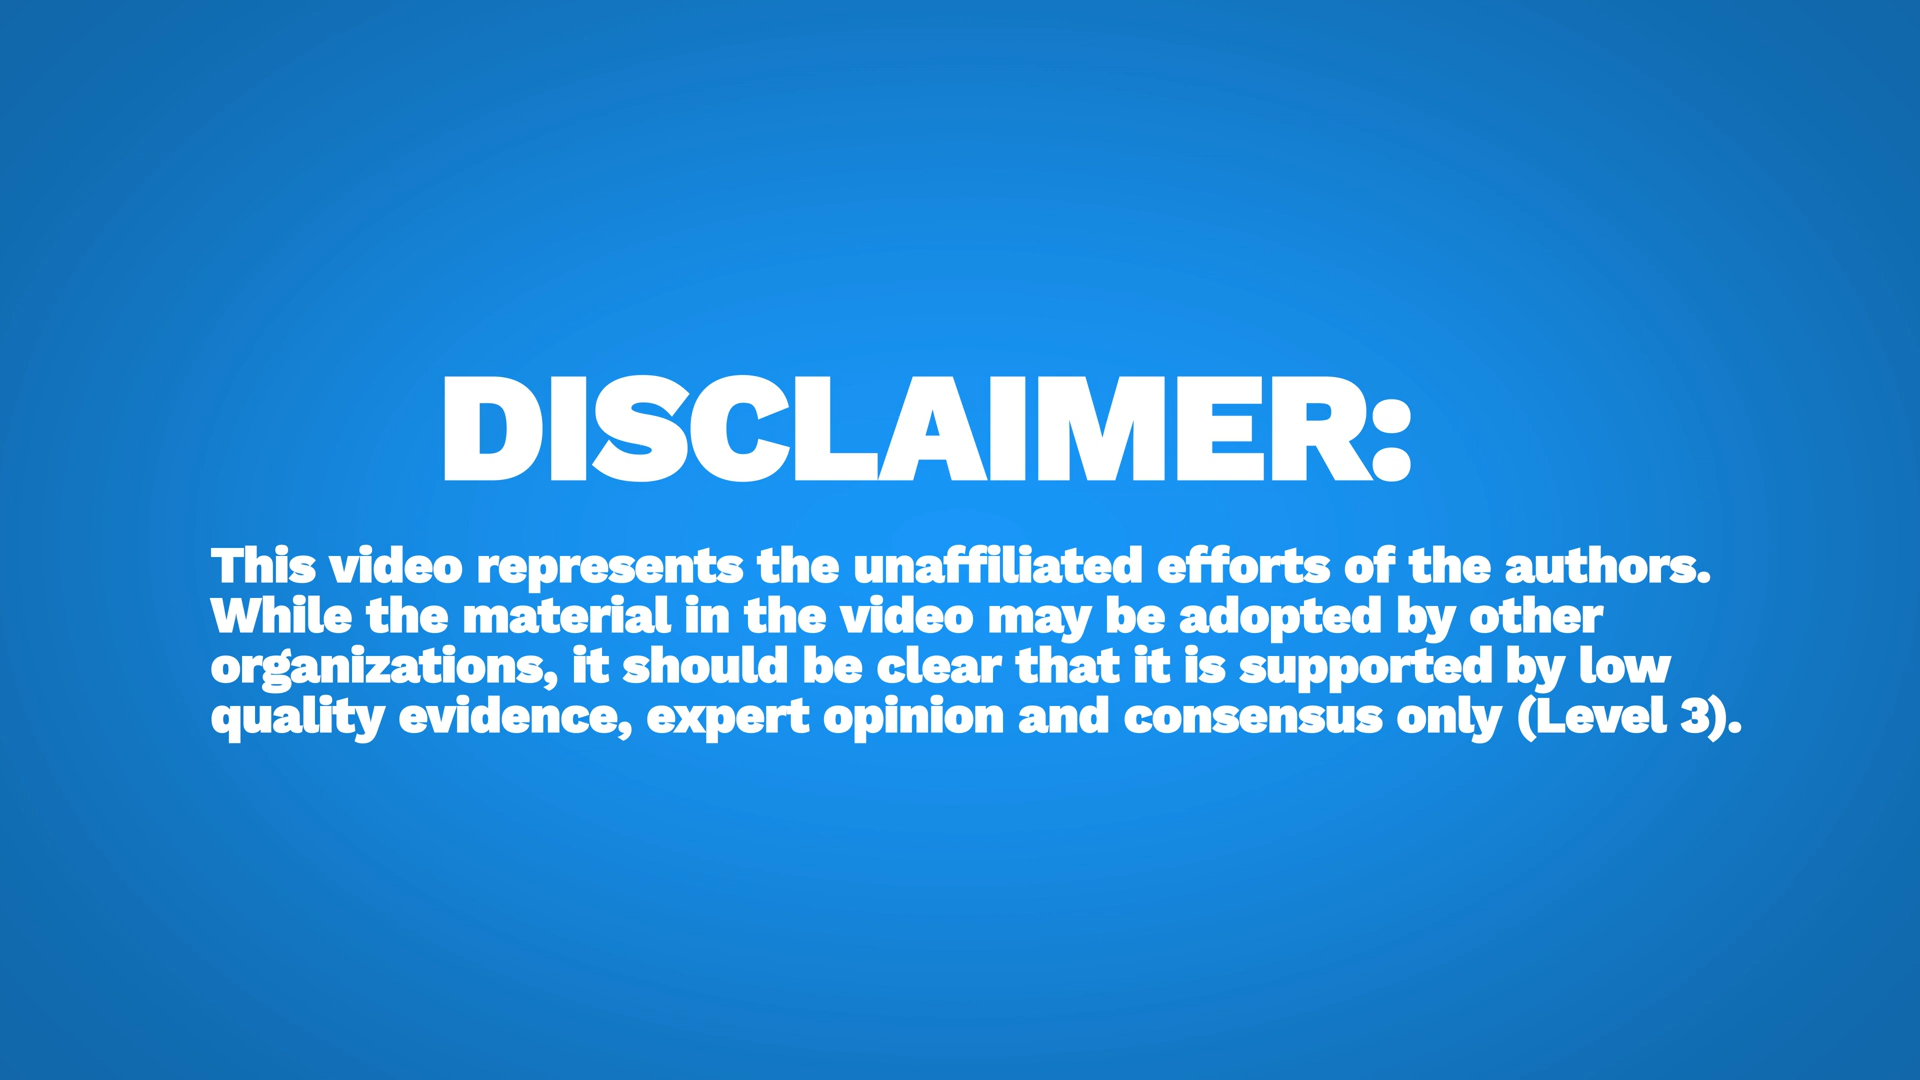 DISCLAIMER:
This video represents the unaffiliated efforts of the authors.
While the material in the video may be adopted by other
organizations, it should be clear that it is supported by low
quality evidence, expert opinion and consensus only (Level 3).